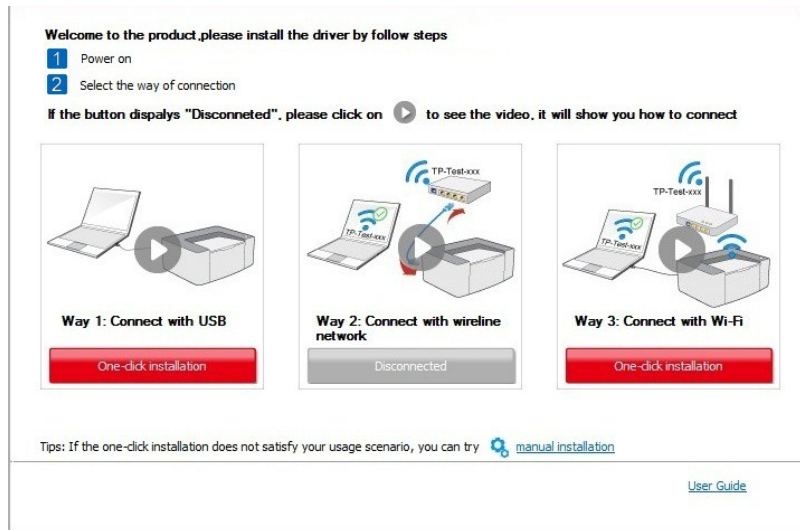 Welcome to the product,please install the driver by follow steps
1 Power on
2 Select the way of connection
If the button dispalys "Disconneted", please click on to see the video, it will show you how to connect
TP-Test-xxx
TP-Test-xxx
TP-Test-xxx
TP-Test-xxx
Way 1: Connect with USB
Way 2: Connect with wireline
network
Way 3: Connect with Wi-Fi
One-click installation
Disconnected
One-click installation
Tips: If the one-click installation does not satisfy your usage scenario, you can try manual installation
User Guide